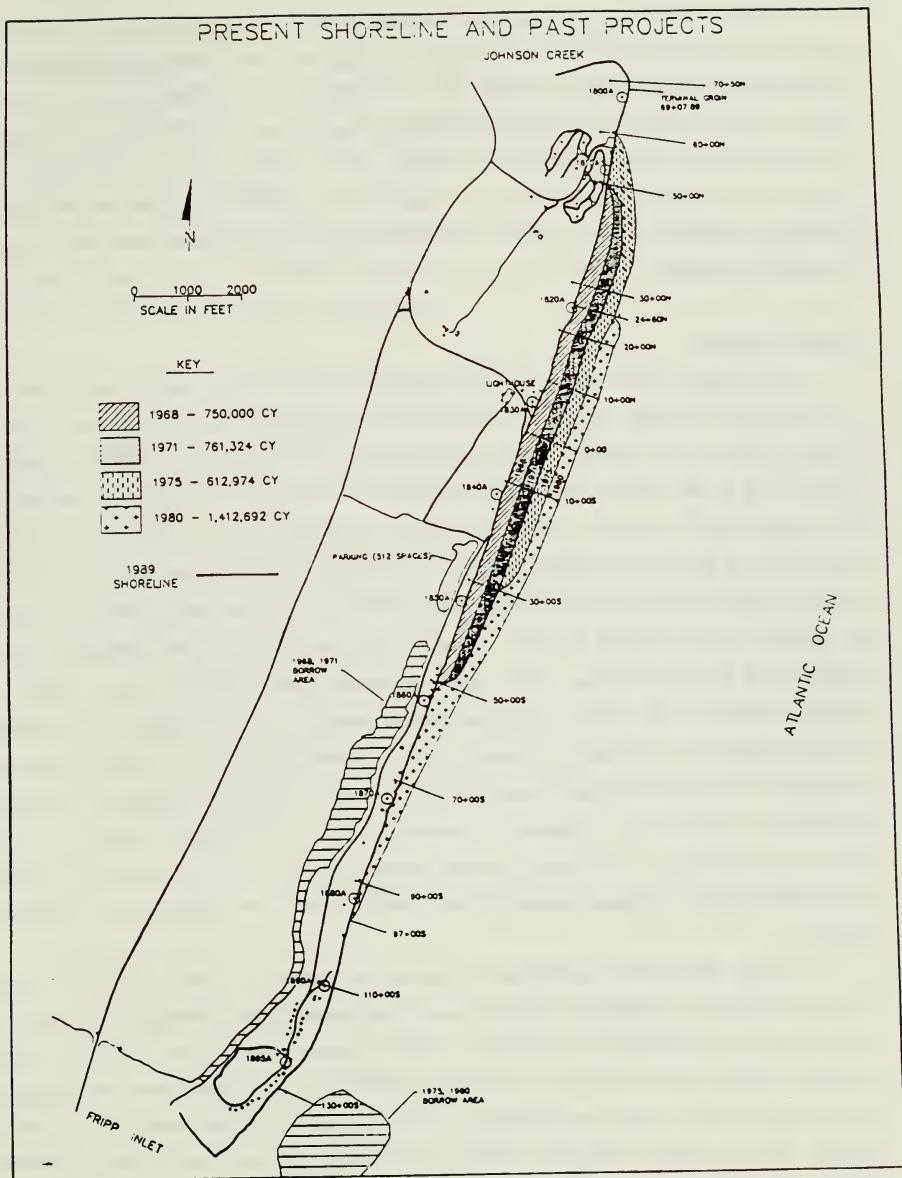 PRESENT SHORELINE AND PAST PROJECTS
JOHNSON CREEK
70+50N
1800A
TERMINAL GROIN
69+07.89
60+00N
50+00N
N
0 1000 2000
SCALE IN FEET
30+00N
1820A
24+60N
20+00N
KEY
LIGHTHOUSE
1830A
10+00N
1968 - 750,000 CY
1971 - 761,324 CY
0+00
1975 - 612,974 CY
1840A
10+00S
1980 - 1,412,692 CY
PARKING (512 SPACES)
1989
SHORELINE
1850A
30+00S
ATLANTIC OCEAN
1968, 1971
BORROW
AREA
1860
50+00S
1870A
70+00S
1880A
90+00S
97+00S
1890A
110+00S
1895A
130+00S
1975, 1980
BORROW AREA
FRIPP INLET